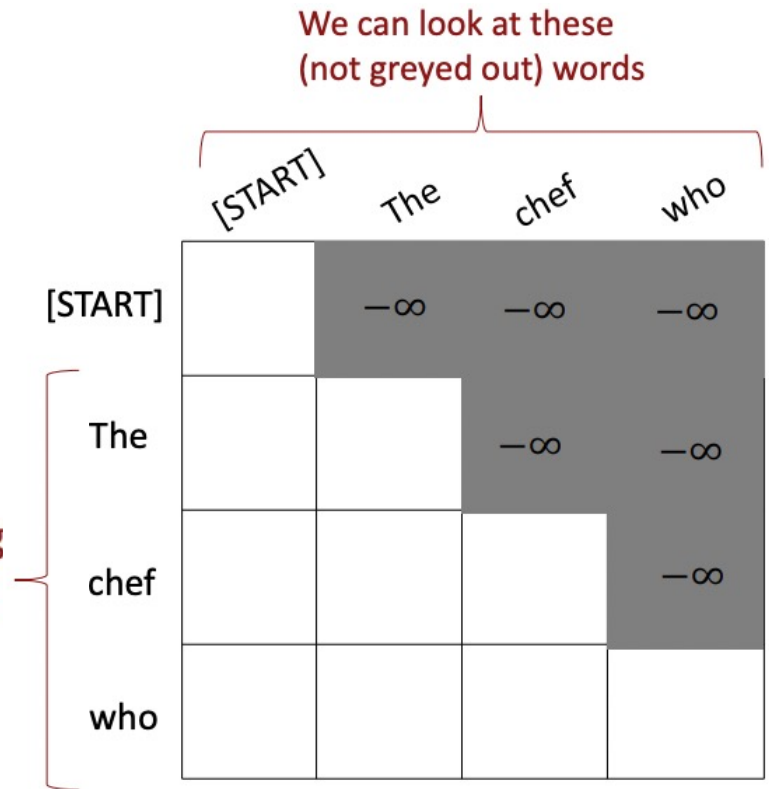 We can look at these
(not greyed out) words
[START] The chef who
[START] −∞ −∞ −∞
The −∞ −∞
chef −∞
who